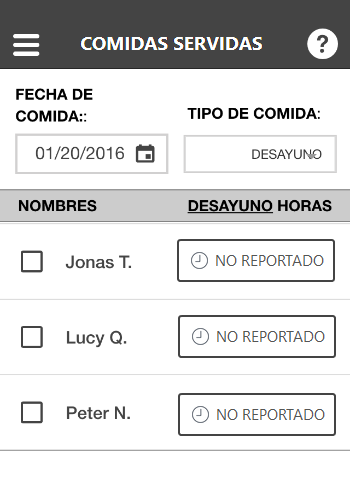 COMIDAS SERVIDAS ?
FECHA DE
COMIDA::
TIPO DE COMIDA:
01/20/2016
DESAYUNO
NOMBRES DESAYUNO HORAS
Jonas T. NO REPORTADO
Lucy Q. NO REPORTADO
Peter N. NO REPORTADO